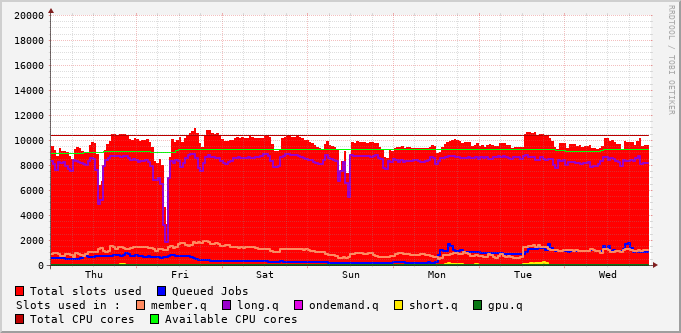 20000
18000
16000
14000
12000
10000
8000
6000
4000
2000
0
Thu Fri Sat Sun Mon Tue Wed
RRDTOOL / TOBI OETIKER
Total slots used Queued Jobs
Slots used in : member.q long.q ondemand.q short.q gpu.q
Total CPU cores Available CPU cores